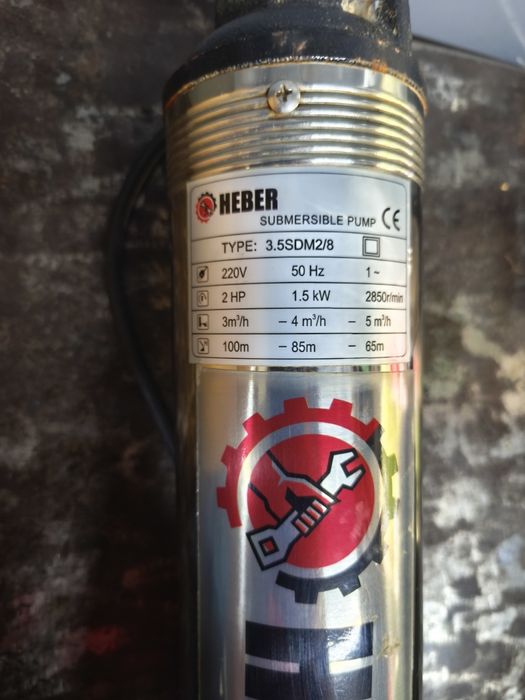 HEBER
SUBMERSIBLE PUMP CE
TYPE: 3.5SDM2/8
220V 50 Hz 1~
2 HP 1.5 kW 2850r/min
3m³/h - 4 m³/h - 5 m³/h
100m - 85m - 65m